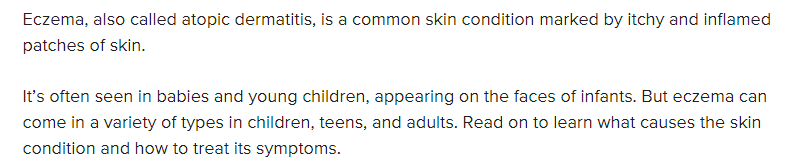 Eczema, also called atopic dermatitis, is a common skin condition marked by itchy and inflamed
patches of skin.
It’s often seen in babies and young children, appearing on the faces of infants. But eczema can
come in a variety of types in children, teens, and adults. Read on to learn what causes the skin
condition and how to treat its symptoms.